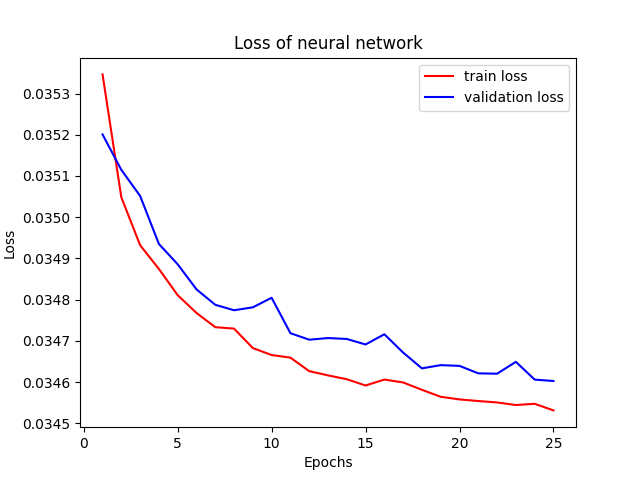 Loss of neural network
train loss
validation loss
0.0353
0.0352
0.0351
0.0350
0.0349
0.0348
0.0347
0.0346
0.0345
Loss
0 5 10 15 20 25
Epochs